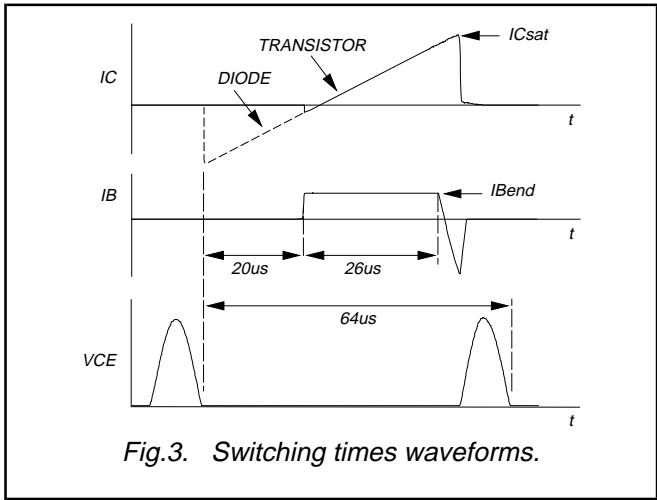 ICsat
TRANSISTOR
IC
DIODE
t
IB
IBend
t
20us
26us
64us
VCE
t
Fig.3. Switching times waveforms.